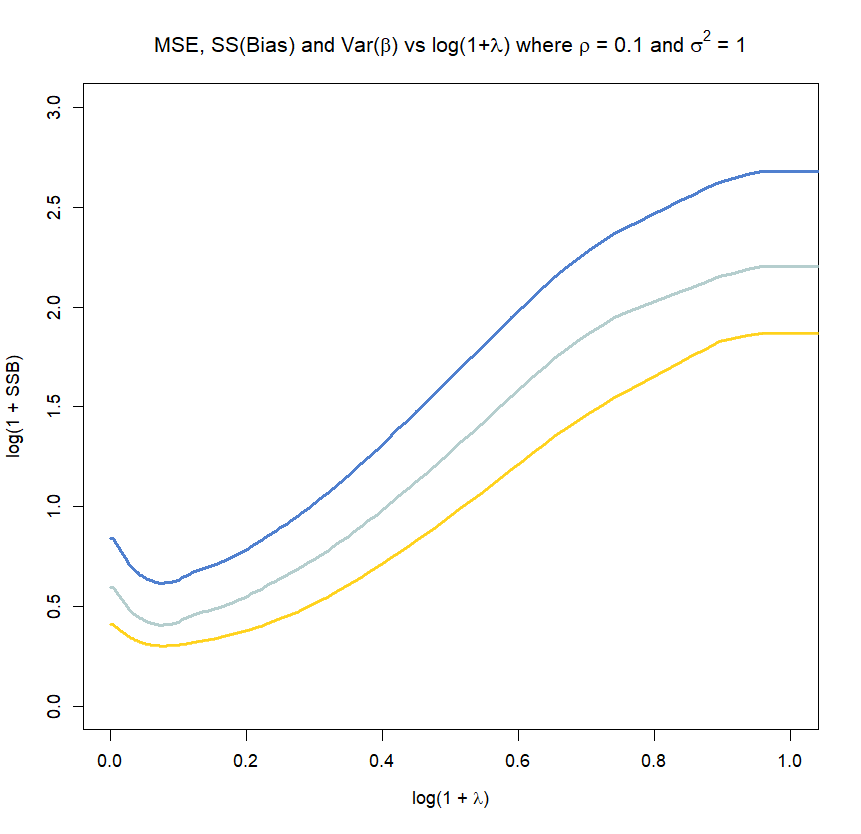 MSE, SS(Bias) and Var(β) vs log(1+λ) where ρ = 0.1 and σ² = 1
3.0
2.5
2.0
1.5
1.0
0.5
0.0
log(1 + SSB)
0.0 0.2 0.4 0.6 0.8 1.0
log(1 + λ)